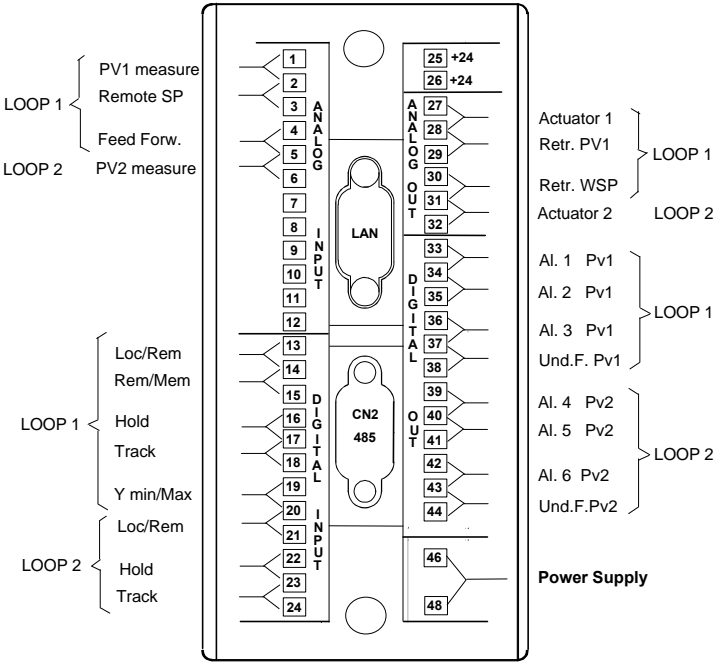 LOOP 1
PV1 measure
Remote SP
Feed Forw.
LOOP 2
PV2 measure
LOOP 1
Loc/Rem
Rem/Mem
Hold
Track
Y min/Max
LOOP 2
Loc/Rem
Hold
Track
1
2
3
4
5
6
7
8
9
10
11
12
ANALOG INPUT
13
14
15
16
17
18
19
20
21
22
23
24
DIGITAL INPUT
LAN
CN2
485
25 +24
26 +24
ANALOG OUT
27
28
29
30
31
32
DIGITAL OUT
33
34
35
36
37
38
39
40
41
42
43
44
46
48
Actuator 1
Retr. PV1
Retr. WSP
LOOP 1
Actuator 2 LOOP 2
Al. 1 Pv1
Al. 2 Pv1
Al. 3 Pv1
Und.F. Pv1
LOOP 1
Al. 4 Pv2
Al. 5 Pv2
Al. 6 Pv2
Und.F.Pv2
LOOP 2
Power Supply